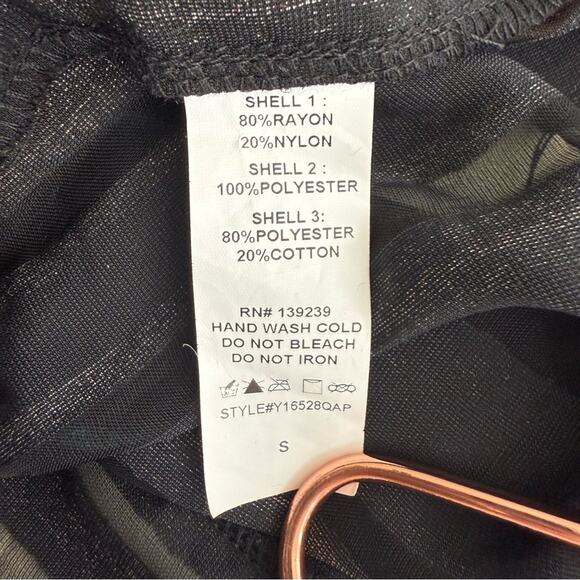 SHELL 1 :
80%RAYON
20%NYLON
SHELL 2 :
100%POLYESTER
SHELL 3:
80%POLYESTER
20%COTTON
RN# 139239
HAND WASH COLD
DO NOT BLEACH
DO NOT IRON
STYLE#Y16528QAP
S